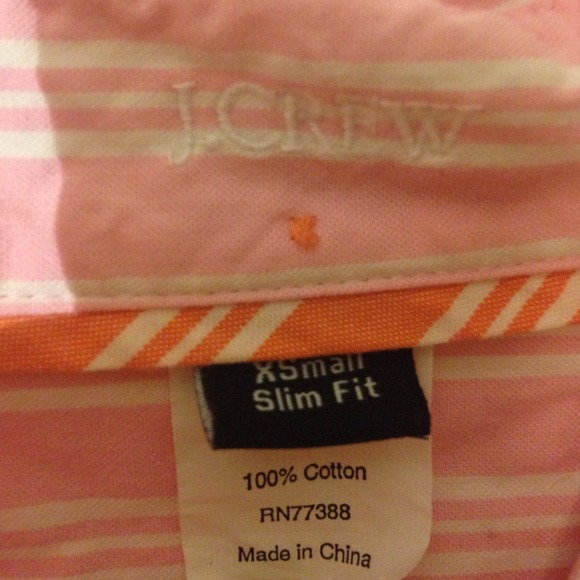 J.CREW
XSmall
Slim Fit
100% Cotton
RN77388
Made in China